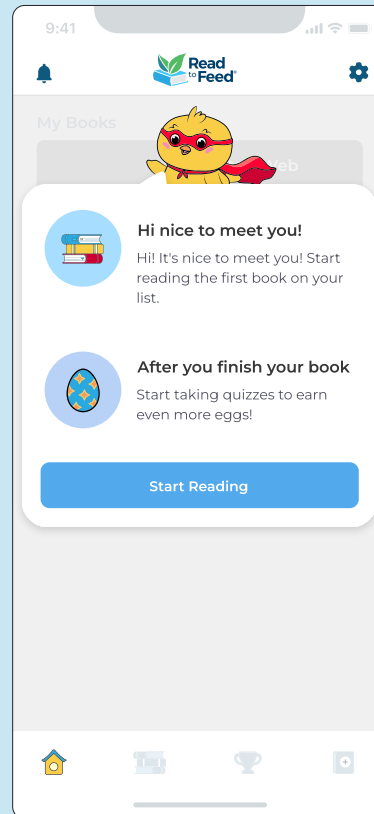 9:41
Read
to Feed®
My Books
Web
Hi nice to meet you!
Hi! It's nice to meet you! Start
reading the first book on your
list.
After you finish your book
Start taking quizzes to earn
even more eggs!
Start Reading